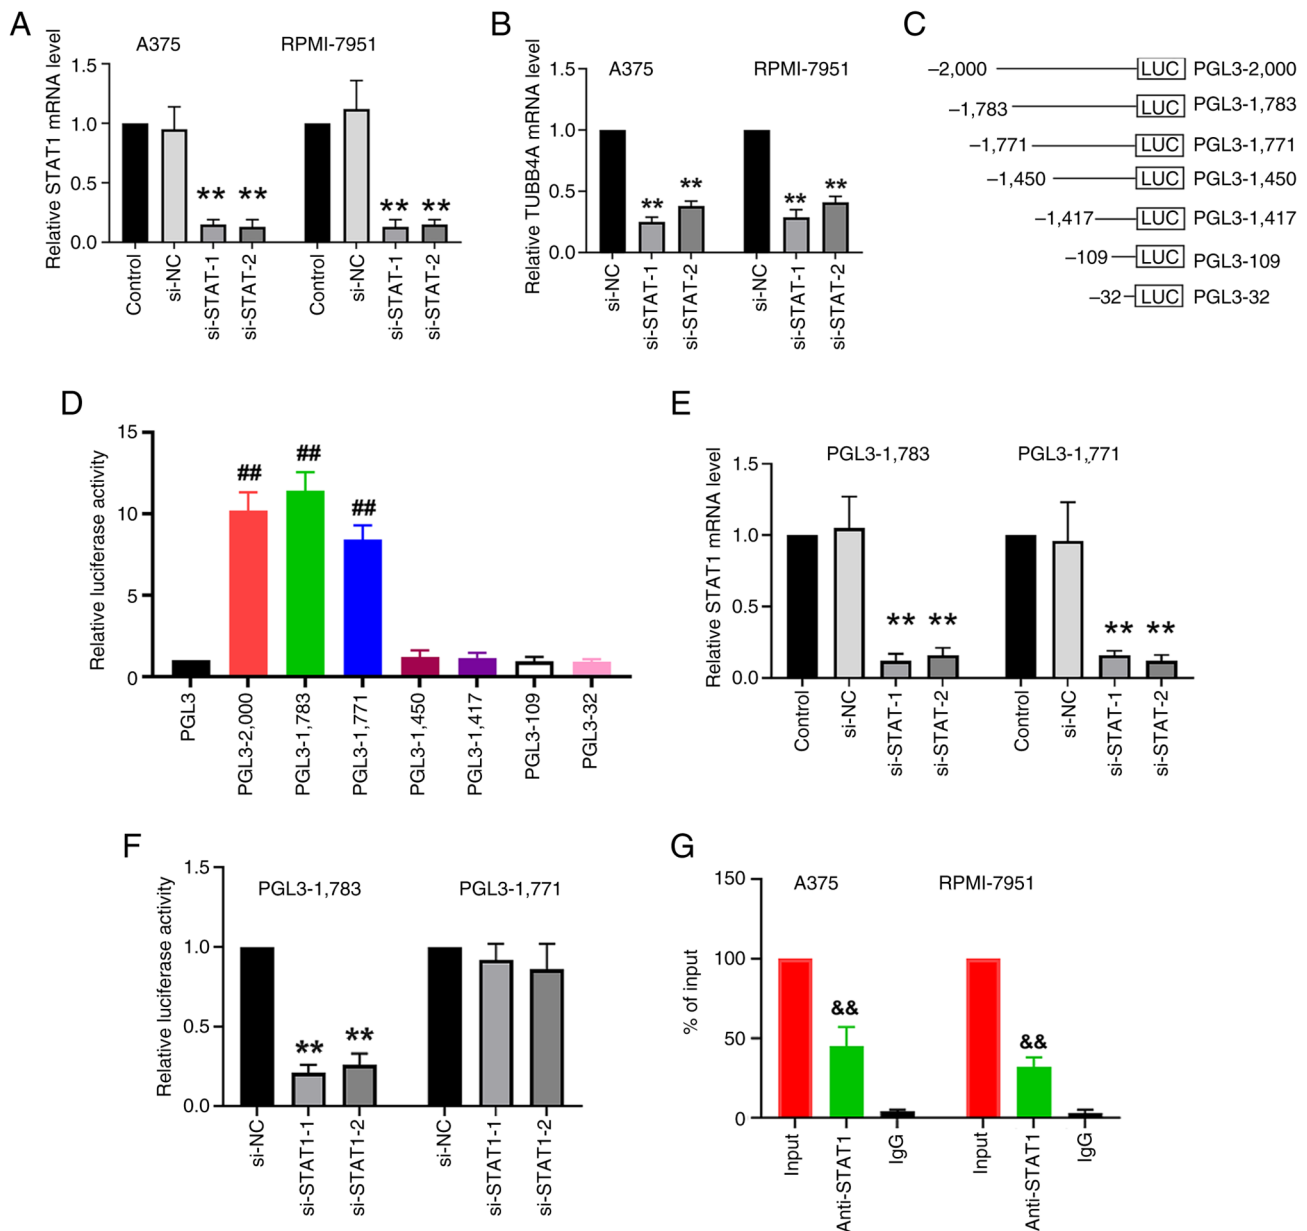 A
Relative STAT1 mRNA level
A375
RPMI-7951
1.5
1.0
0.5
0.0
** ** ** **
Control
si-NC
si-STAT-1
si-STAT-2
Control
si-NC
si-STAT-1
si-STAT-2
B
Relative TUBB4A mRNA level
A375
RPMI-7951
1.5
1.0
0.5
0.0
** ** ** **
si-NC
si-STAT-1
si-STAT-2
si-NC
si-STAT-1
si-STAT-2
C
–2,000 LUC PGL3-2,000
–1,783 LUC PGL3-1,783
–1,771 LUC PGL3-1,771
–1,450 LUC PGL3-1,450
–1,417 LUC PGL3-1,417
–109 LUC PGL3-109
–32 LUC PGL3-32
D
Relative luciferase activity
15
10
5
0
## ## ##
PGL3
PGL3-2,000
PGL3-1,783
PGL3-1,771
PGL3-1,450
PGL3-1,417
PGL3-109
PGL3-32
E
Relative STAT1 mRNA level
PGL3-1,783
PGL3-1,771
1.5
1.0
0.5
0.0
** ** ** **
Control
si-NC
si-STAT-1
si-STAT-2
Control
si-NC
si-STAT-1
si-STAT-2
F
Relative luciferase activity
PGL3-1,783
PGL3-1,771
1.5
1.0
0.5
0.0
** **
si-NC
si-STAT1-1
si-STAT1-2
si-NC
si-STAT1-1
si-STAT1-2
G
% of input
A375
RPMI-7951
150
100
50
0
&& &&
Input
Anti-STAT1
IgG
Input
Anti-STAT1
IgG